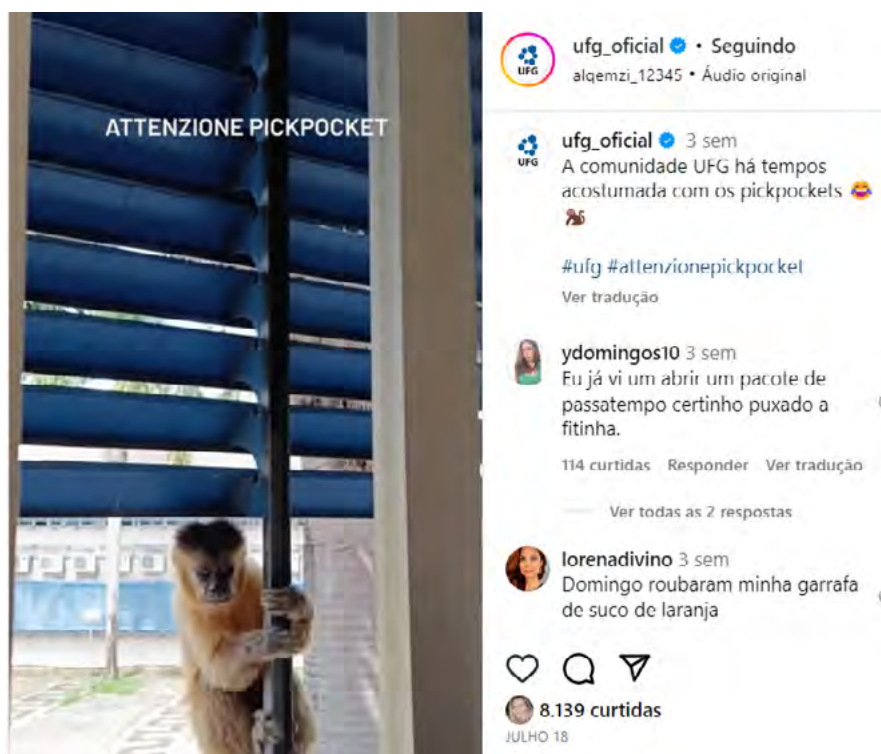 ATTENZIONE PICKPOCKET
UFG
ufg_oficial • Seguindo
alqemzi_12345 • Áudio original
UFG
ufg_oficial 3 sem
A comunidade UFG há tempos
acostumada com os pickpockets 😂
🐒
#ufg #attenzionepickpocket
Ver tradução
ydomingos10 3 sem
Eu já vi um abrir um pacote de
passatempo certinho puxado a
fitinha.
114 curtidas Responder Ver tradução
Ver todas as 2 respostas
lorenadivino 3 sem
Domingo roubaram minha garrafa
de suco de laranja
8.139 curtidas
JULHO 18